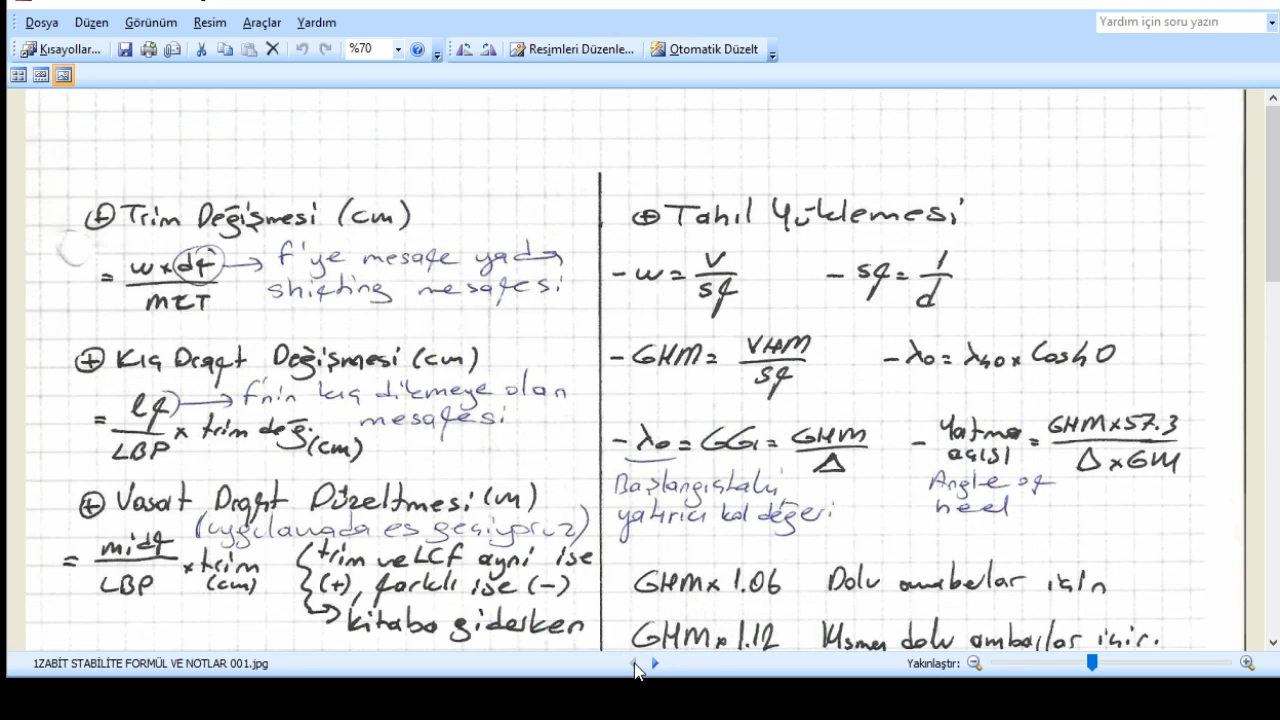 Dosya Düzen Görünüm Resim Araçlar Yardım
Yardım için soru yazın
Kısayollar... %70 Resimleri Düzenle... Otomatik Düzelt
⊕ Trim Değişmesi (cm)
= w x df / MCT
→ f'ye mesafe yada
shifting mesafesi
⊕ Kıç Draft Değişmesi (cm)
= lf / LBP x trim değ. (cm)
→ f'nin kıç dikmeye olan
mesafesi
⊕ Vasat Draft Düzeltmesi (m)
(uygulamada es geçiyoruz)
= midf / LBP x trim (cm)
trim ve LCF ayni ise
(+), farklı ise (-)
→ kitaba giderken
⊕ Tahıl Yüklemesi
- w = V / Sf - Sf = 1 / d
- GHM = VHM / Sf - λ0 = λ40 x Cos40
- λ0 = GG1 = GHM / Δ - Yatma açısı = GHM x 57.3 / Δ x GM
Başlangıçtaki
yatırıcı kol değeri
Angle of
heel
GHM x 1.06 Dolu ambarlar için
GHM x 1.12 Kısmen dolu ambarlar için.
1ZABİT STABİLİTE FORMÜL VE NOTLAR 001.jpg
Yakınlaştır: